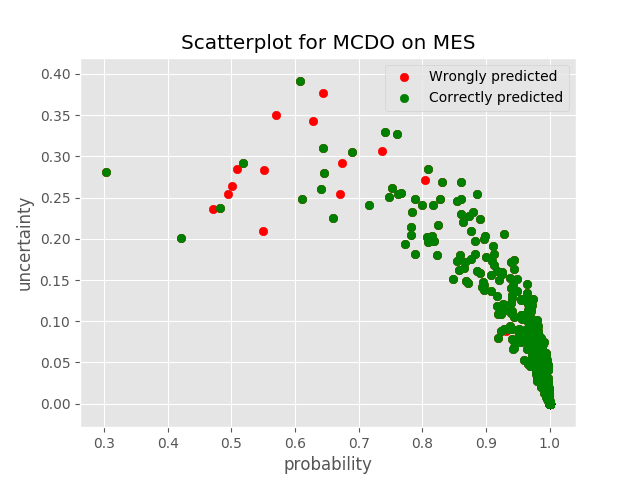 Scatterplot for MCDO on MES
Wrongly predicted
Correctly predicted
uncertainty
0.40
0.35
0.30
0.25
0.20
0.15
0.10
0.05
0.00
0.3 0.4 0.5 0.6 0.7 0.8 0.9 1.0
probability